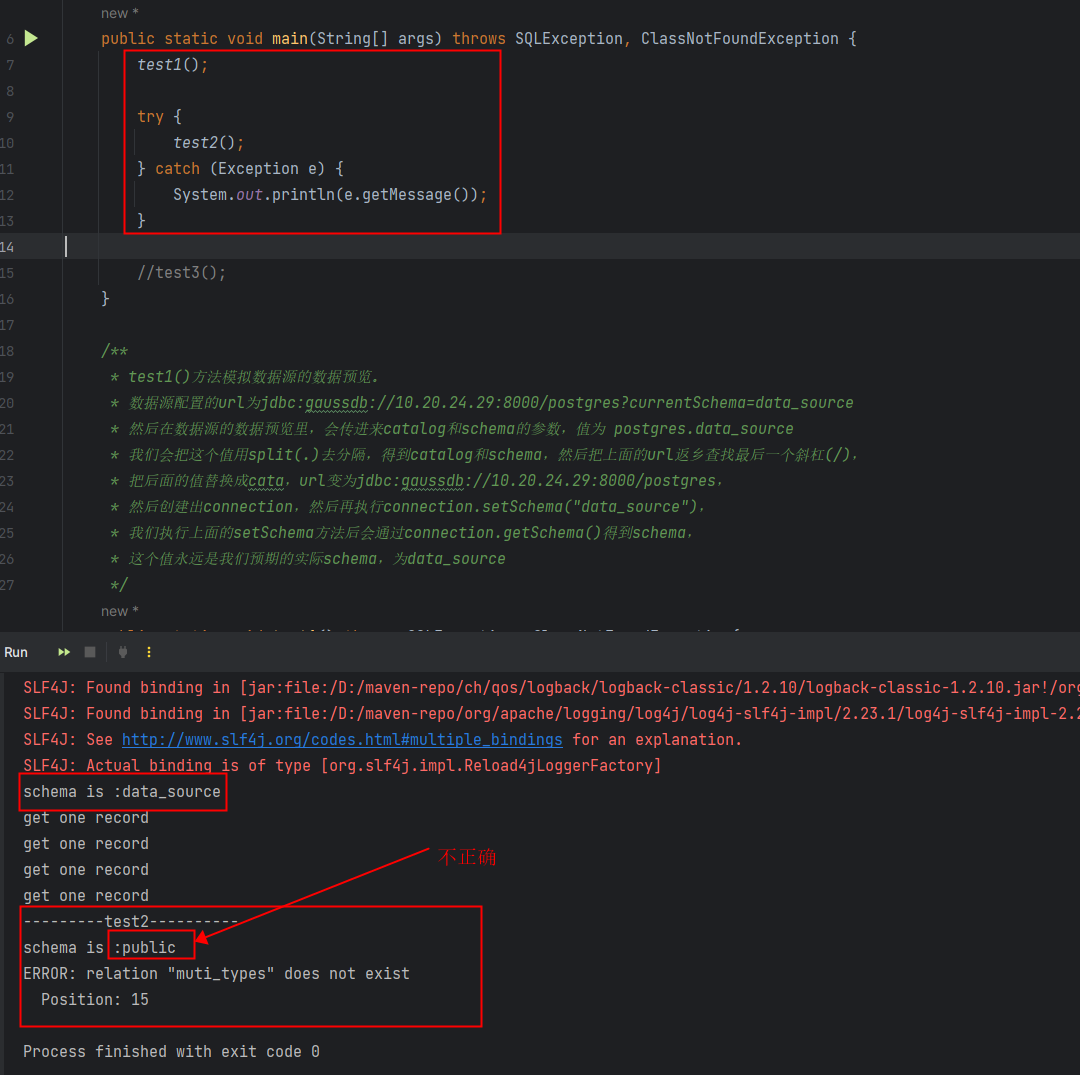 new *
6 public static void main(String[] args) throws SQLException, ClassNotFoundException {
7 test1();
8
9 try {
10 test2();
11 } catch (Exception e) {
12 System.out.println(e.getMessage());
13 }
14
15 //test3();
16 }
17
18 /**
19 * test1()方法模拟数据源的数据预览.
20 * 数据源配置的url为jdbc:gaussdb://10.20.24.29:8000/postgres?currentSchema=data_source
21 * 然后在数据源的数据预览里，会传进来catalog和schema的参数，值为 postgres.data_source
22 * 我们会把这个值用split(.)去分隔，得到catalog和schema，然后把上面的url返乡查找最后一个斜杠(/)，
23 * 把后面的值替换成cata，url变为jdbc:gaussdb://10.20.24.29:8000/postgres，
24 * 然后创建出connection，然后再执行connection.setSchema("data_source")，
25 * 我们执行上面的setSchema方法后会通过connection.getSchema()得到schema，
26 * 这个值永远是我们预期的实际schema，为data_source
27 */
new *
Run
SLF4J: Found binding in [jar:file:/D:/maven-repo/ch/qos/logback/logback-classic/1.2.10/logback-classic-1.2.10.jar!/org
SLF4J: Found binding in [jar:file:/D:/maven-repo/org/apache/logging/log4j/log4j-slf4j-impl/2.23.1/log4j-slf4j-impl-2.2
SLF4J: See http://www.slf4j.org/codes.html#multiple_bindings for an explanation.
SLF4J: Actual binding is of type [org.slf4j.impl.Reload4jLoggerFactory]
schema is :data_source
get one record
get one record
不正确
get one record
get one record
---------test2----------
schema is :public
ERROR: relation "muti_types" does not exist
Position: 15
Process finished with exit code 0